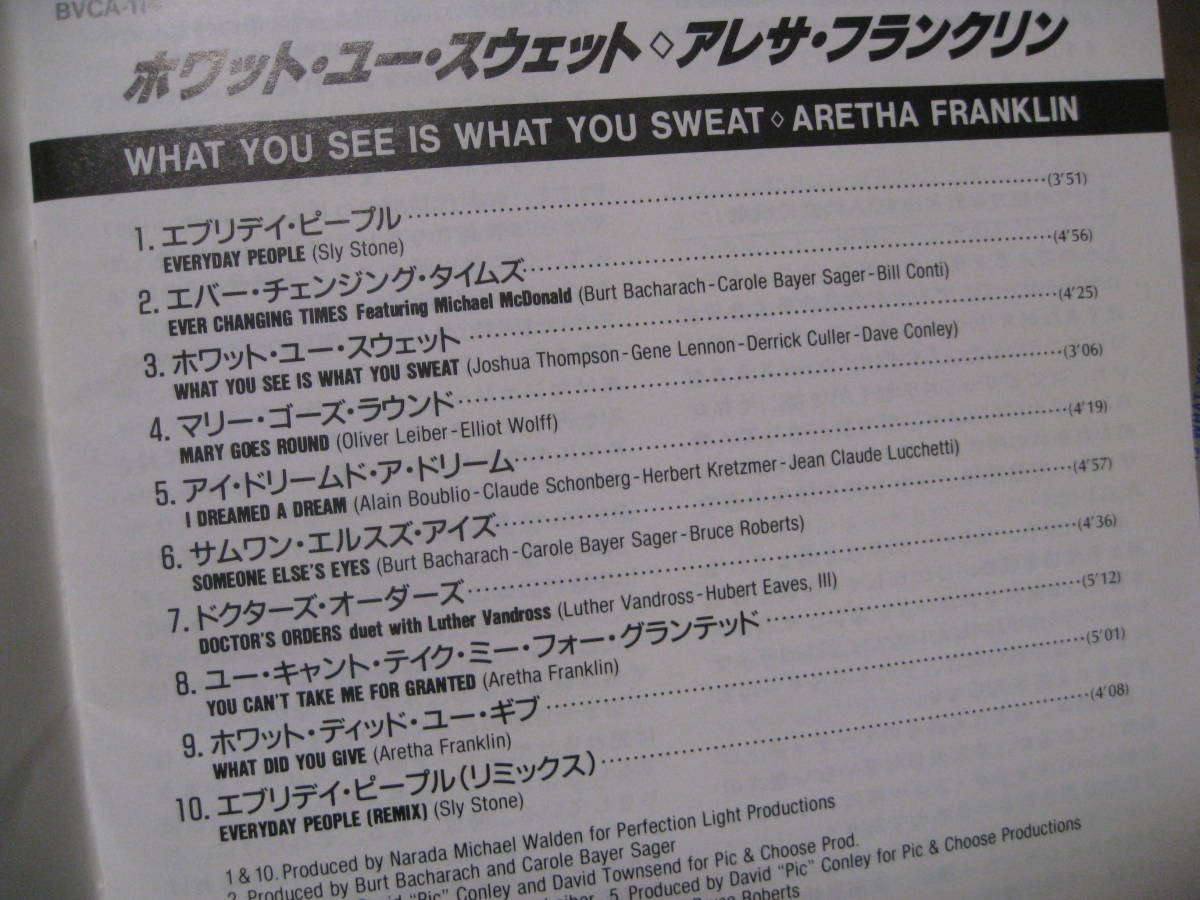 BVCA-11
ホワット・ユー・スウェット◇アレサ・フランクリン
WHAT YOU SEE IS WHAT YOU SWEAT◇ARETHA FRANKLIN
1. エブリデイ・ピープル (3'51)
EVERYDAY PEOPLE (Sly Stone)
2. エバー・チェンジング・タイムズ (4'56)
EVER CHANGING TIMES Featuring Michael McDonald (Burt Bacharach-Carole Bayer Sager-Bill Conti)
3. ホワット・ユー・スウェット (4'25)
WHAT YOU SEE IS WHAT YOU SWEAT (Joshua Thompson-Gene Lennon-Derrick Culler-Dave Conley)
4. マリー・ゴーズ・ラウンド (3'06)
MARY GOES ROUND (Oliver Leiber-Elliot Wolff)
5. アイ・ドリームド・ア・ドリーム (4'19)
I DREAMED A DREAM (Alain Boublio-Claude Schonberg-Herbert Kretzmer-Jean Claude Lucchetti)
6. サムワン・エルスズ・アイズ (4'57)
SOMEONE ELSE'S EYES (Burt Bacharach-Carole Bayer Sager-Bruce Roberts)
7. ドクターズ・オーダーズ (4'36)
DOCTOR'S ORDERS duet with Luther Vandross (Luther Vandross-Hubert Eaves, III)
8. ユー・キャント・テイク・ミー・フォー・グランテッド (5'12)
YOU CAN'T TAKE ME FOR GRANTED (Aretha Franklin)
9. ホワット・ディッド・ユー・ギブ (5'01)
WHAT DID YOU GIVE (Aretha Franklin)
10. エブリデイ・ピープル(リミックス) (4'08)
EVERYDAY PEOPLE (REMIX) (Sly Stone)
1 & 10. Produced by Narada Michael Walden for Perfection Light Productions
2. Produced by Burt Bacharach and Carole Bayer Sager
"Pic" Conley and David Townsend for Pic & Choose Prod.
5. Produced by David "Pic" Conley for Pic & Choose Productions
Roberts